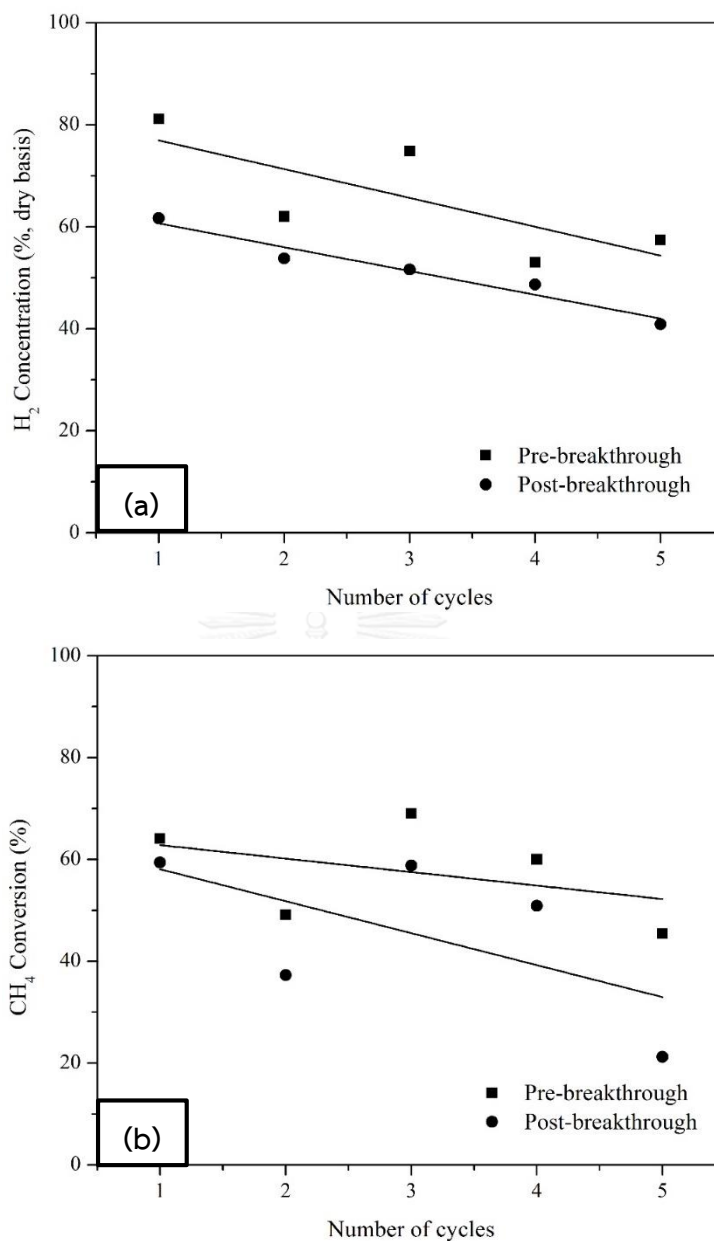 100
80
60
40
20
0
H₂ Concentration (%, dry basis)
Pre-breakthrough
Post-breakthrough
(a)
1 2 3 4 5
Number of cycles
100
80
60
40
20
0
CH₄ Conversion (%)
Pre-breakthrough
Post-breakthrough
(b)
1 2 3 4 5
Number of cycles